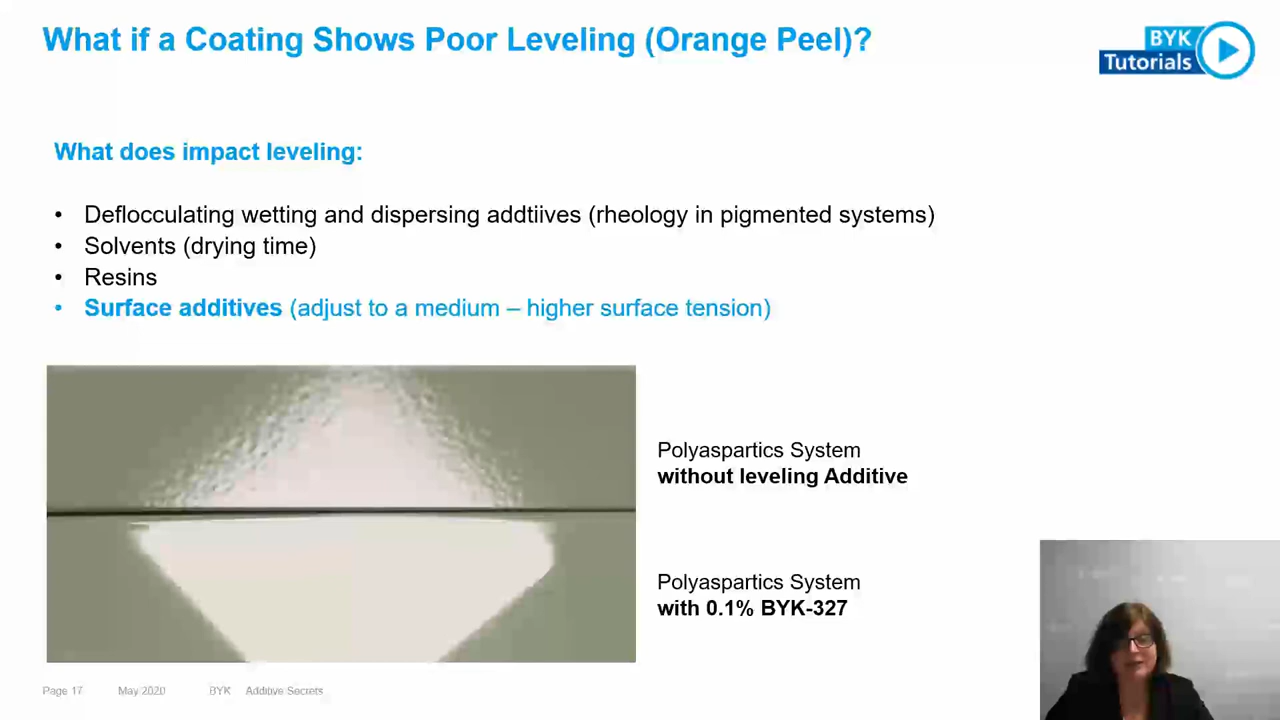 What if a Coating Shows Poor Leveling (Orange Peel)?
BYK
Tutorials
What does impact leveling:
• Deflocculating wetting and dispersing addtiives (rheology in pigmented systems)
• Solvents (drying time)
• Resins
• Surface additives (adjust to a medium – higher surface tension)
Polyaspartics System
without leveling Additive
Polyaspartics System
with 0.1% BYK-327
Page 17 May 2020 BYK Additive Secrets